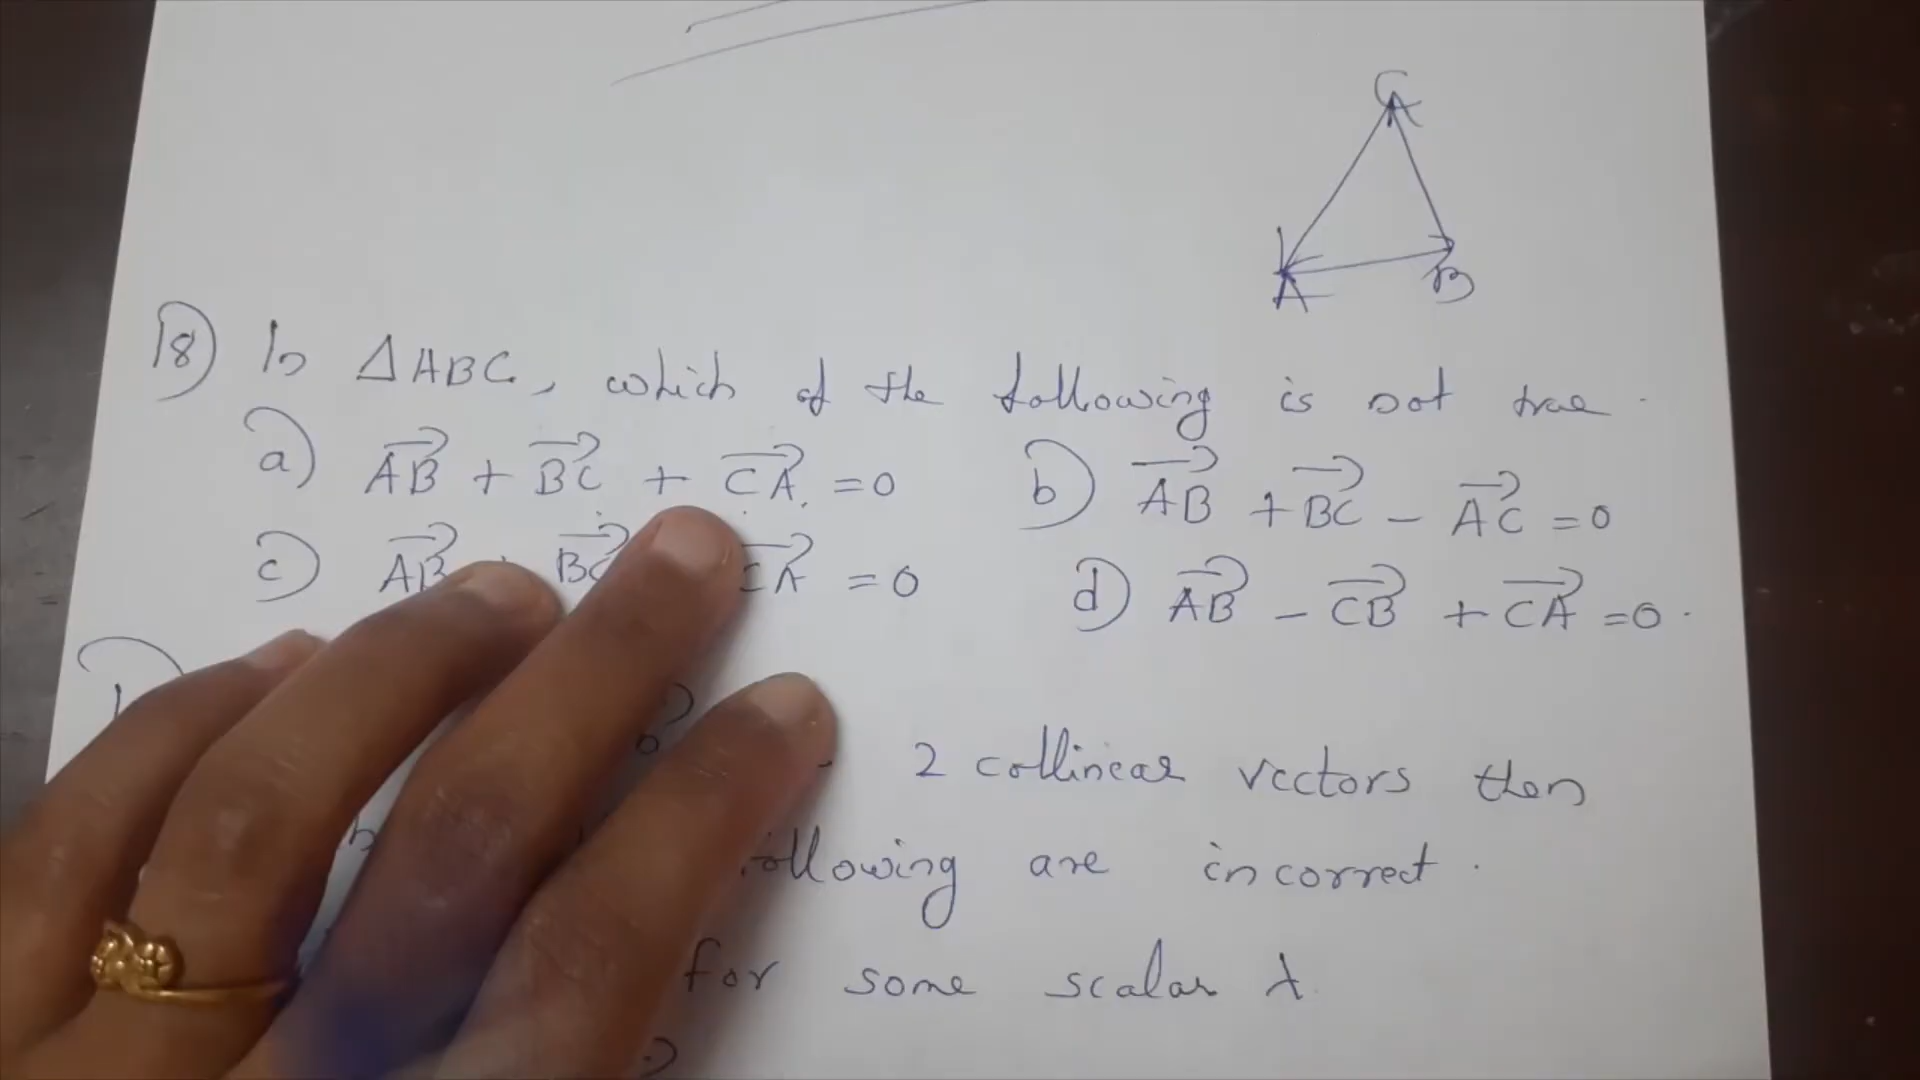 C
A
B
18) In ΔABC, which of the following is not true.
a) AB + BC + CA = 0 b) AB + BC - AC = 0
c) AB BC CA = 0 d) AB - CB + CA = 0.
2 collinear vectors then
following are incorrect.
for some scalar λ